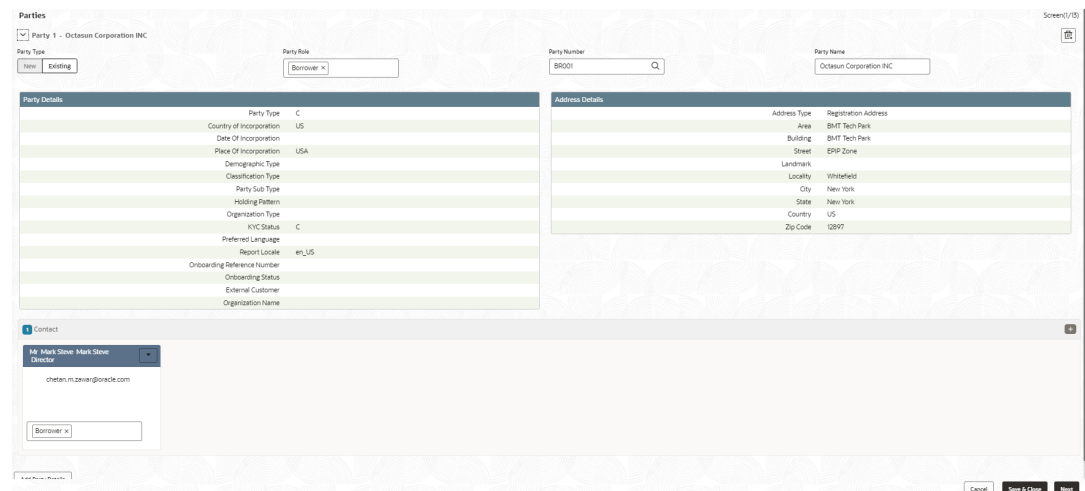 Parties
Screen(1/13)
Party 1 - Octasun Corporation INC
Party Type
Party Role
Party Number
Party Name
New Existing
Borrower ×
BR001
Octasun Corporation INC
Party Details
Party Type C
Country of Incorporation US
Date Of Incorporation
Place Of Incorporation USA
Demographic Type
Classification Type
Party Sub Type
Holding Pattern
Organization Type
KYC Status C
Preferred Language
Report Locale en_US
Onboarding Reference Number
Onboarding Status
External Customer
Organization Name
Address Details
Address Type Registration Address
Area BMT Tech Park
Building BMT Tech Park
Street EPIP Zone
Landmark
Locality Whitefield
City New York
State New York
Country US
Zip Code 12897
1 Contact
Mr Mark Steve Mark Steve
Director
chetan.m.zawar@oracle.com
Borrower ×
Add Party Details
Cancel Save & Close Next